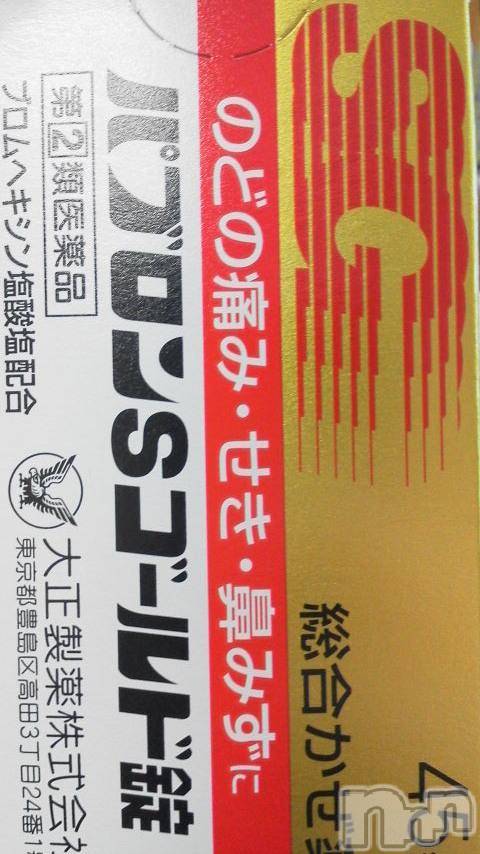 SG
総合かぜ薬
45
のどの痛み・せき・鼻みずに
パブロンSゴールド錠
第2類医薬品
ブロムヘキシン塩酸塩配合
大正製薬株式会社
東京都豊島区高田3丁目24番1